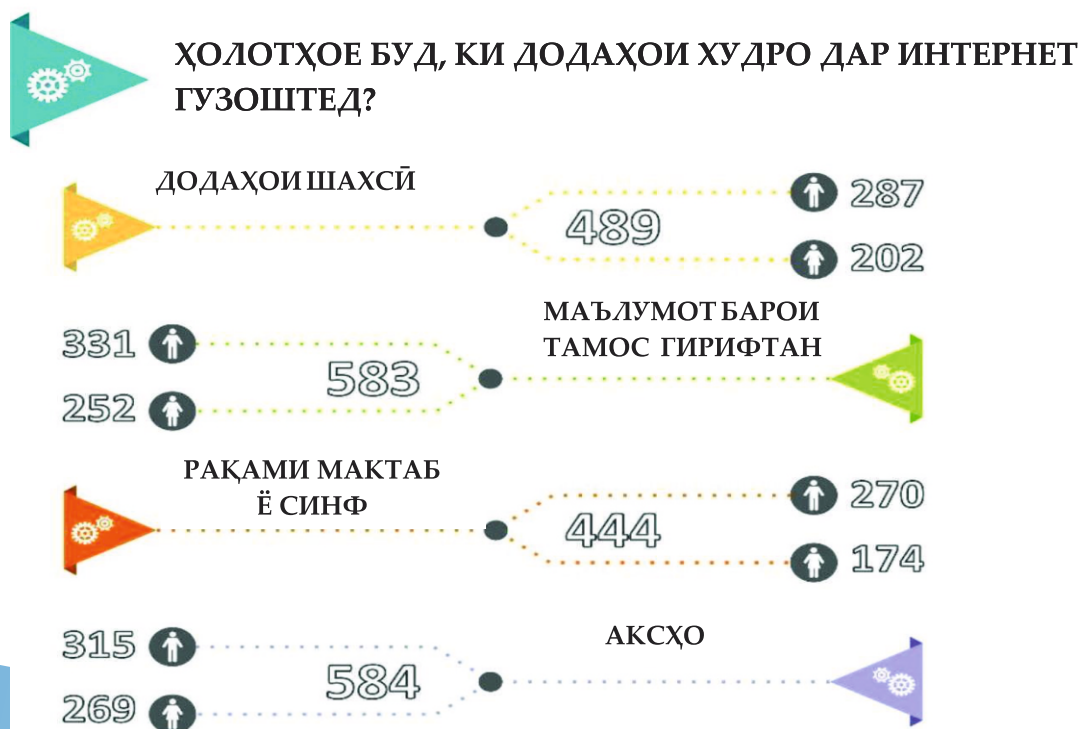 ҲОЛОТҲОЕ БУД, КИ ДОДАҲОИ ХУДРО ДАР ИНТЕРНЕТ
ГУЗОШТЕД?
ДОДАҲОИ ШАХСӢ
287
489
202
МАЪЛУМОТ БАРОИ
ТАМОС ГИРИФТАН
331
583
252
РАҚАМИ МАКТАБ
Ё СИНФ
270
444
174
АКСҲО
315
584
269